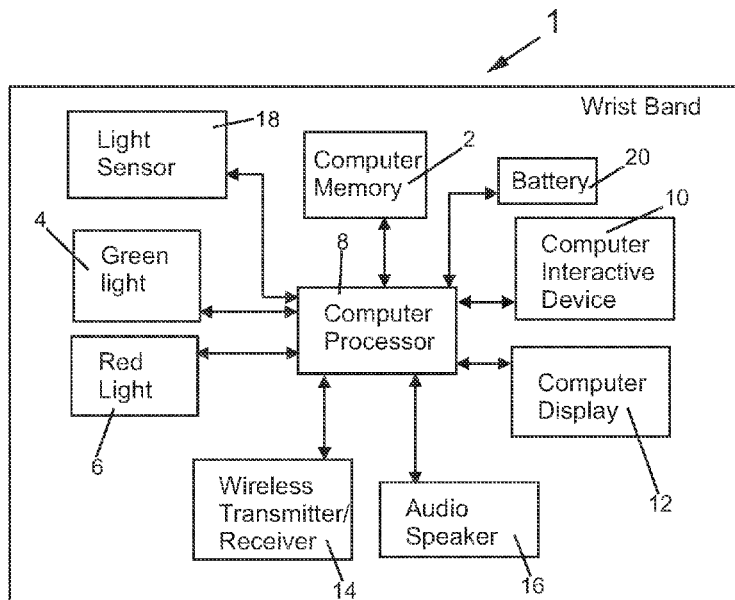 1
Wrist Band
Light
Sensor
18
Computer
Memory
2
Battery
20
4
Green
light
8
Computer
Processor
10
Computer
Interactive
Device
Red
Light
6
Computer
Display
12
Wireless
Transmitter/
Receiver
14
Audio
Speaker
16